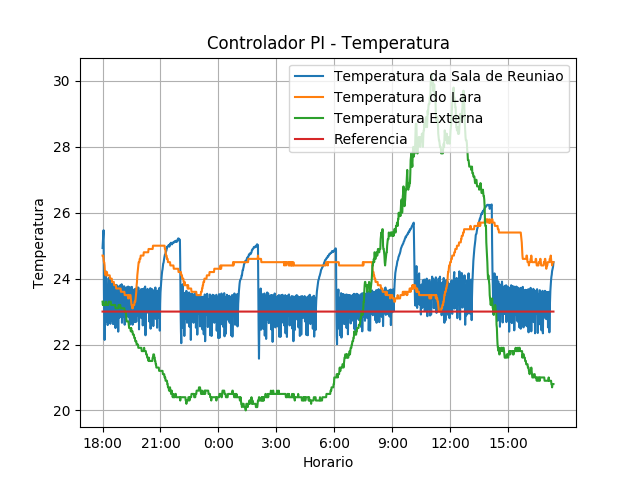 Controlador PI - Temperatura
Temperatura da Sala de Reuniao
Temperatura do Lara
Temperatura Externa
Referencia
Temperatura
30
28
26
24
22
20
18:00 21:00 0:00 3:00 6:00 9:00 12:00 15:00
Horario